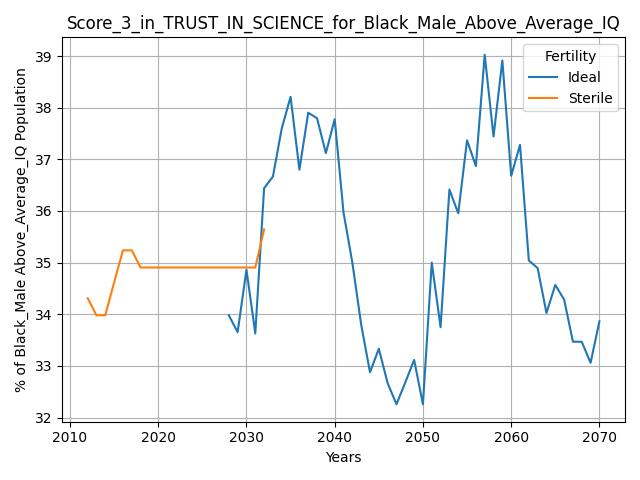 Score_3_in_TRUST_IN_SCIENCE_for_Black_Male_Above_Average_IQ
% of Black_Male Above_Average_IQ Population
39
38
37
36
35
34
33
32
Fertility
Ideal
Sterile
2010 2020 2030 2040 2050 2060 2070
Years